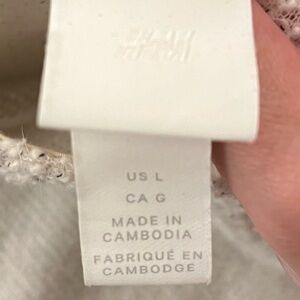 US L
CA G
MADE IN
CAMBODIA
FABRIQUÉ EN
CAMBODGE